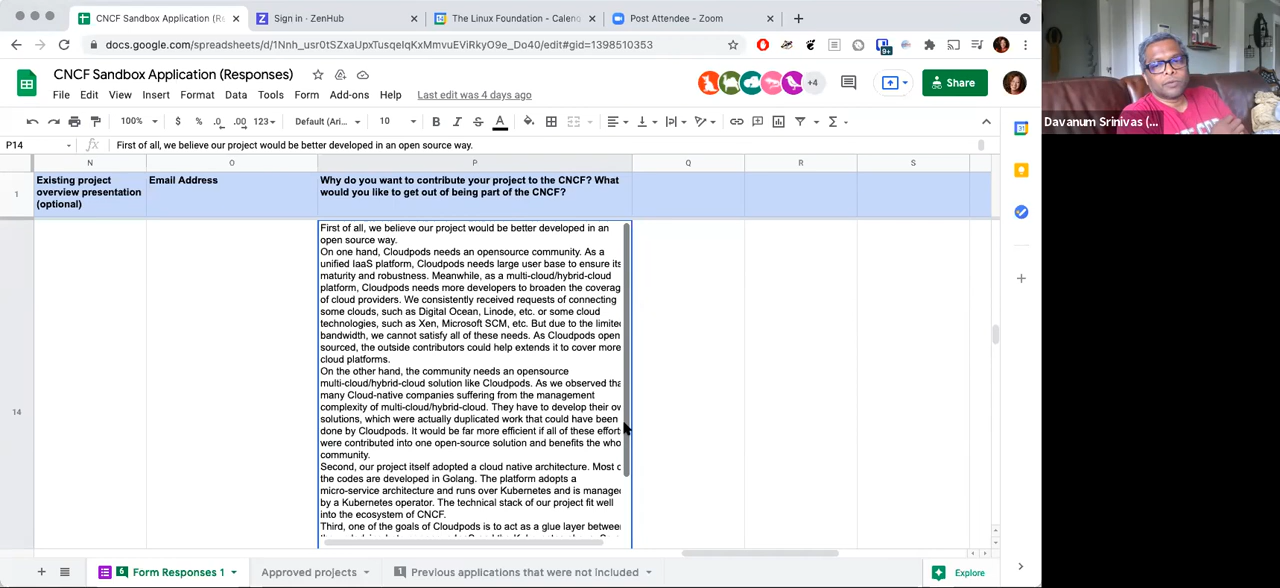 CNCF Sandbox Application (Re
Sign in · ZenHub
The Linux Foundation - Calen
Post Attendee - Zoom
docs.google.com/spreadsheets/d/1Nnh_usr0tSZxaUpxTusqeIqKxMmvuEViRkyO9e_Do40/edit#gid=1398510353
9+
CNCF Sandbox Application (Responses)
File Edit View Insert Format Data Tools Form Add-ons Help Last edit was 4 days ago
+4
Share
100% $ % .0 .00 123 Default (Ari... 10 B I S A
P14 fx First of all, we believe our project would be better developed in an open source way.
N O P Q R S
1
Existing project
overview presentation
(optional)
Email Address
Why do you want to contribute your project to the CNCF? What
would you like to get out of being part of the CNCF?
14
First of all, we believe our project would be better developed in an
open source way.
On one hand, Cloudpods needs an opensource community. As a
unified IaaS platform, Cloudpods needs large user base to ensure its
maturity and robustness. Meanwhile, as a multi-cloud/hybrid-cloud
platform, Cloudpods needs more developers to broaden the coverag
of cloud providers. We consistently received requests of connecting
some clouds, such as Digital Ocean, Linode, etc. or some cloud
technologies, such as Xen, Microsoft SCM, etc. But due to the limite
bandwidth, we cannot satisfy all of these needs. As Cloudpods open
sourced, the outside contributors could help extends it to cover more
cloud platforms.
On the other hand, the community needs an opensource
multi-cloud/hybrid-cloud solution like Cloudpods. As we observed tha
many Cloud-native companies suffering from the management
complexity of multi-cloud/hybrid-cloud. They have to develop their ow
solutions, which were actually duplicated work that could have been
done by Cloudpods. It would be far more efficient if all of these effort
were contributed into one open-source solution and benefits the who
community.
Second, our project itself adopted a cloud native architecture. Most o
the codes are developed in Golang. The platform adopts a
micro-service architecture and runs over Kubernetes and is manage
by a Kubernetes operator. The technical stack of our project fit well
into the ecosystem of CNCF.
Third, one of the goals of Cloudpods is to act as a glue layer betwee
6 Form Responses 1
Approved projects
1 Previous applications that were not included
Explore
Davanum Srinivas (...